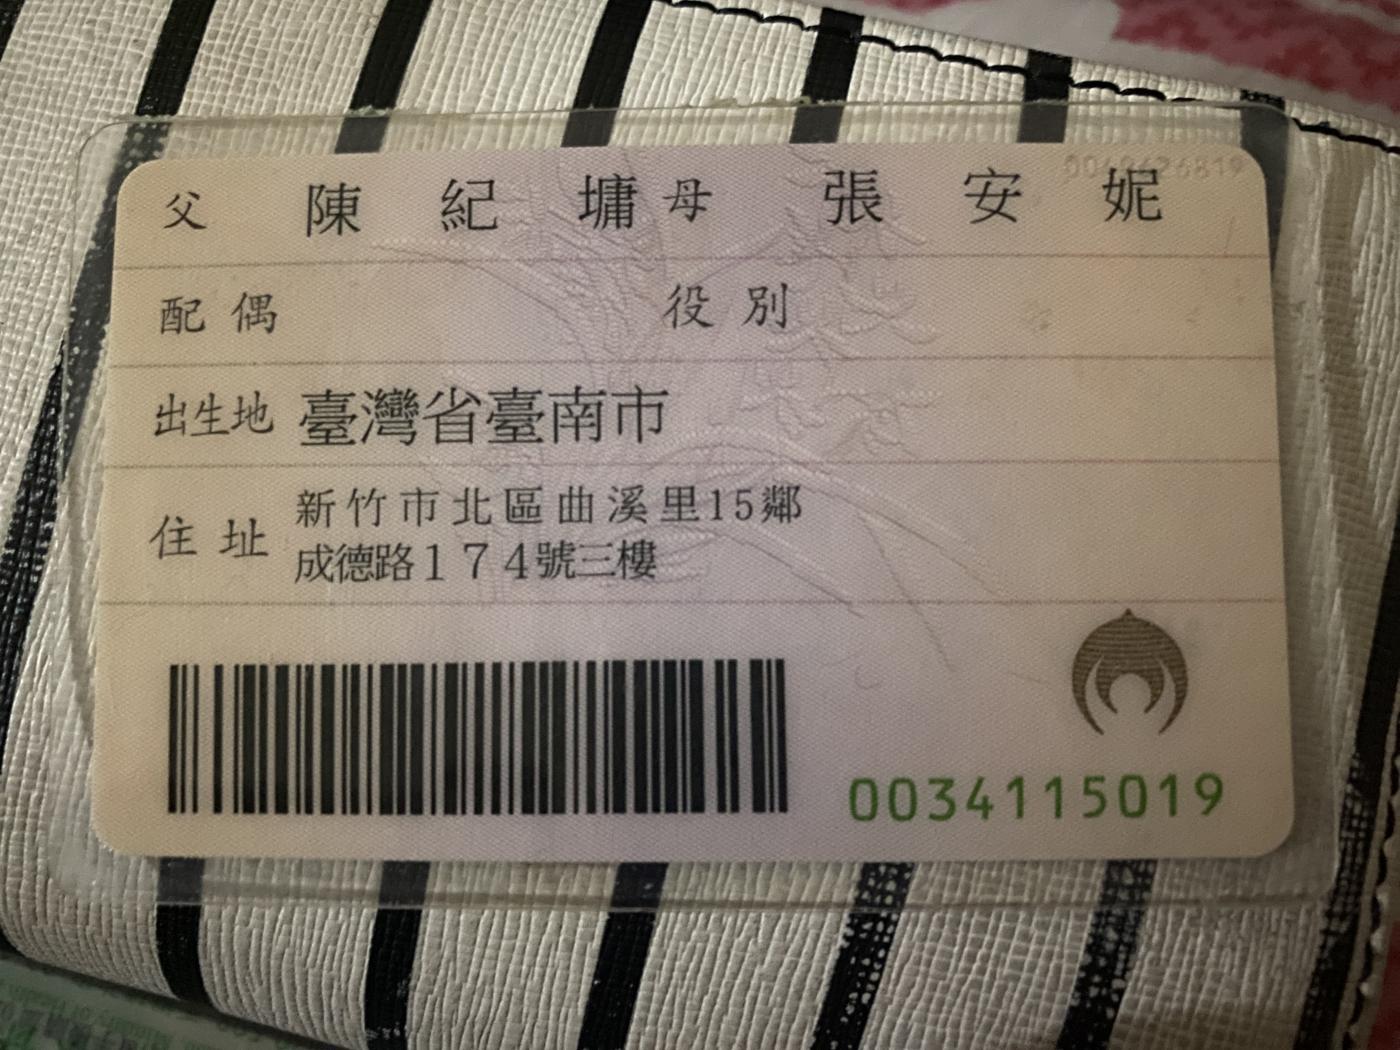 0049626819
父 陳 紀 墉 母 張 安 妮
配偶 役別
出生地 臺灣省臺南市
住址 新竹市北區曲溪里15鄰
成德路174號三樓
0034115019